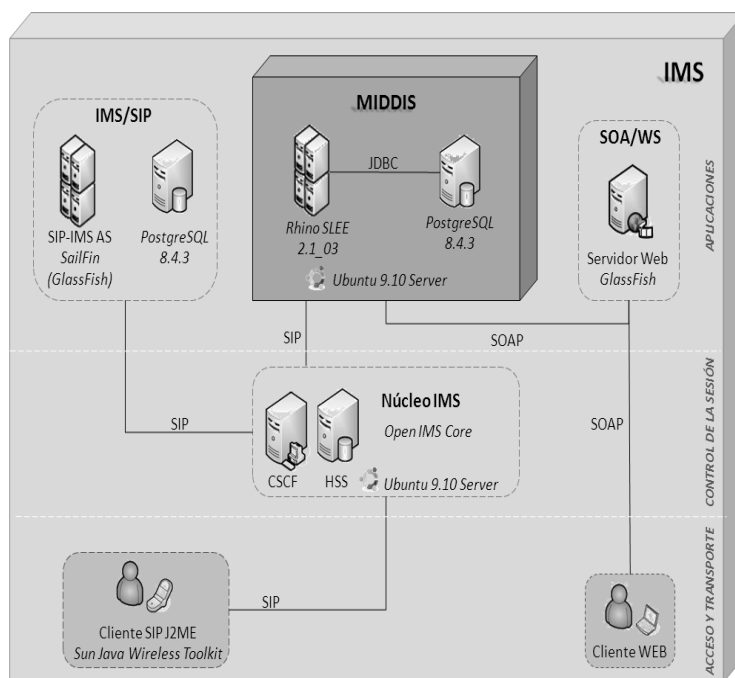 IMS
MIDDIS
IMS/SIP
SOA/WS
JDBC
SIP-IMS AS
SailFin
(GlassFish)
PostgreSQL
8.4.3
Rhino SLEE
2.1_03
PostgreSQL
8.4.3
Ubuntu 9.10 Server
Servidor Web
GlassFish
APLICACIONES
SIP
SOAP
Núcleo IMS
Open IMS Core
SIP
CSCF
HSS
Ubuntu 9.10 Server
SOAP
CONTROL DE LA SESIÓN
SIP
Cliente SIP J2ME
Sun Java Wireless Toolkit
Cliente WEB
ACCESO Y TRANSPORTE